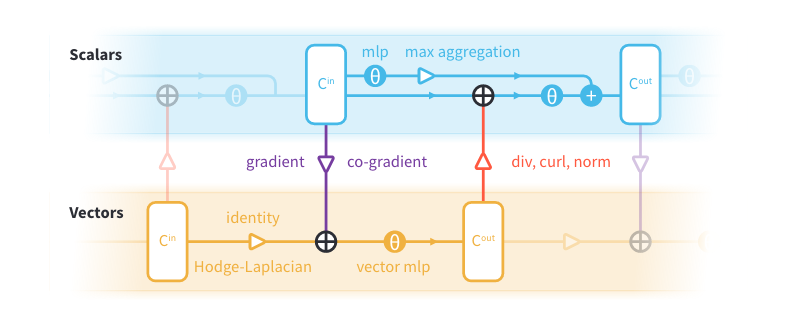 mlp max aggregation
Scalars
θ
θ
C^in
θ
θ
+
C^out
gradient co-gradient div, curl, norm
Vectors
identity
C^in
θ
C^out
Hodge-Laplacian vector mlp